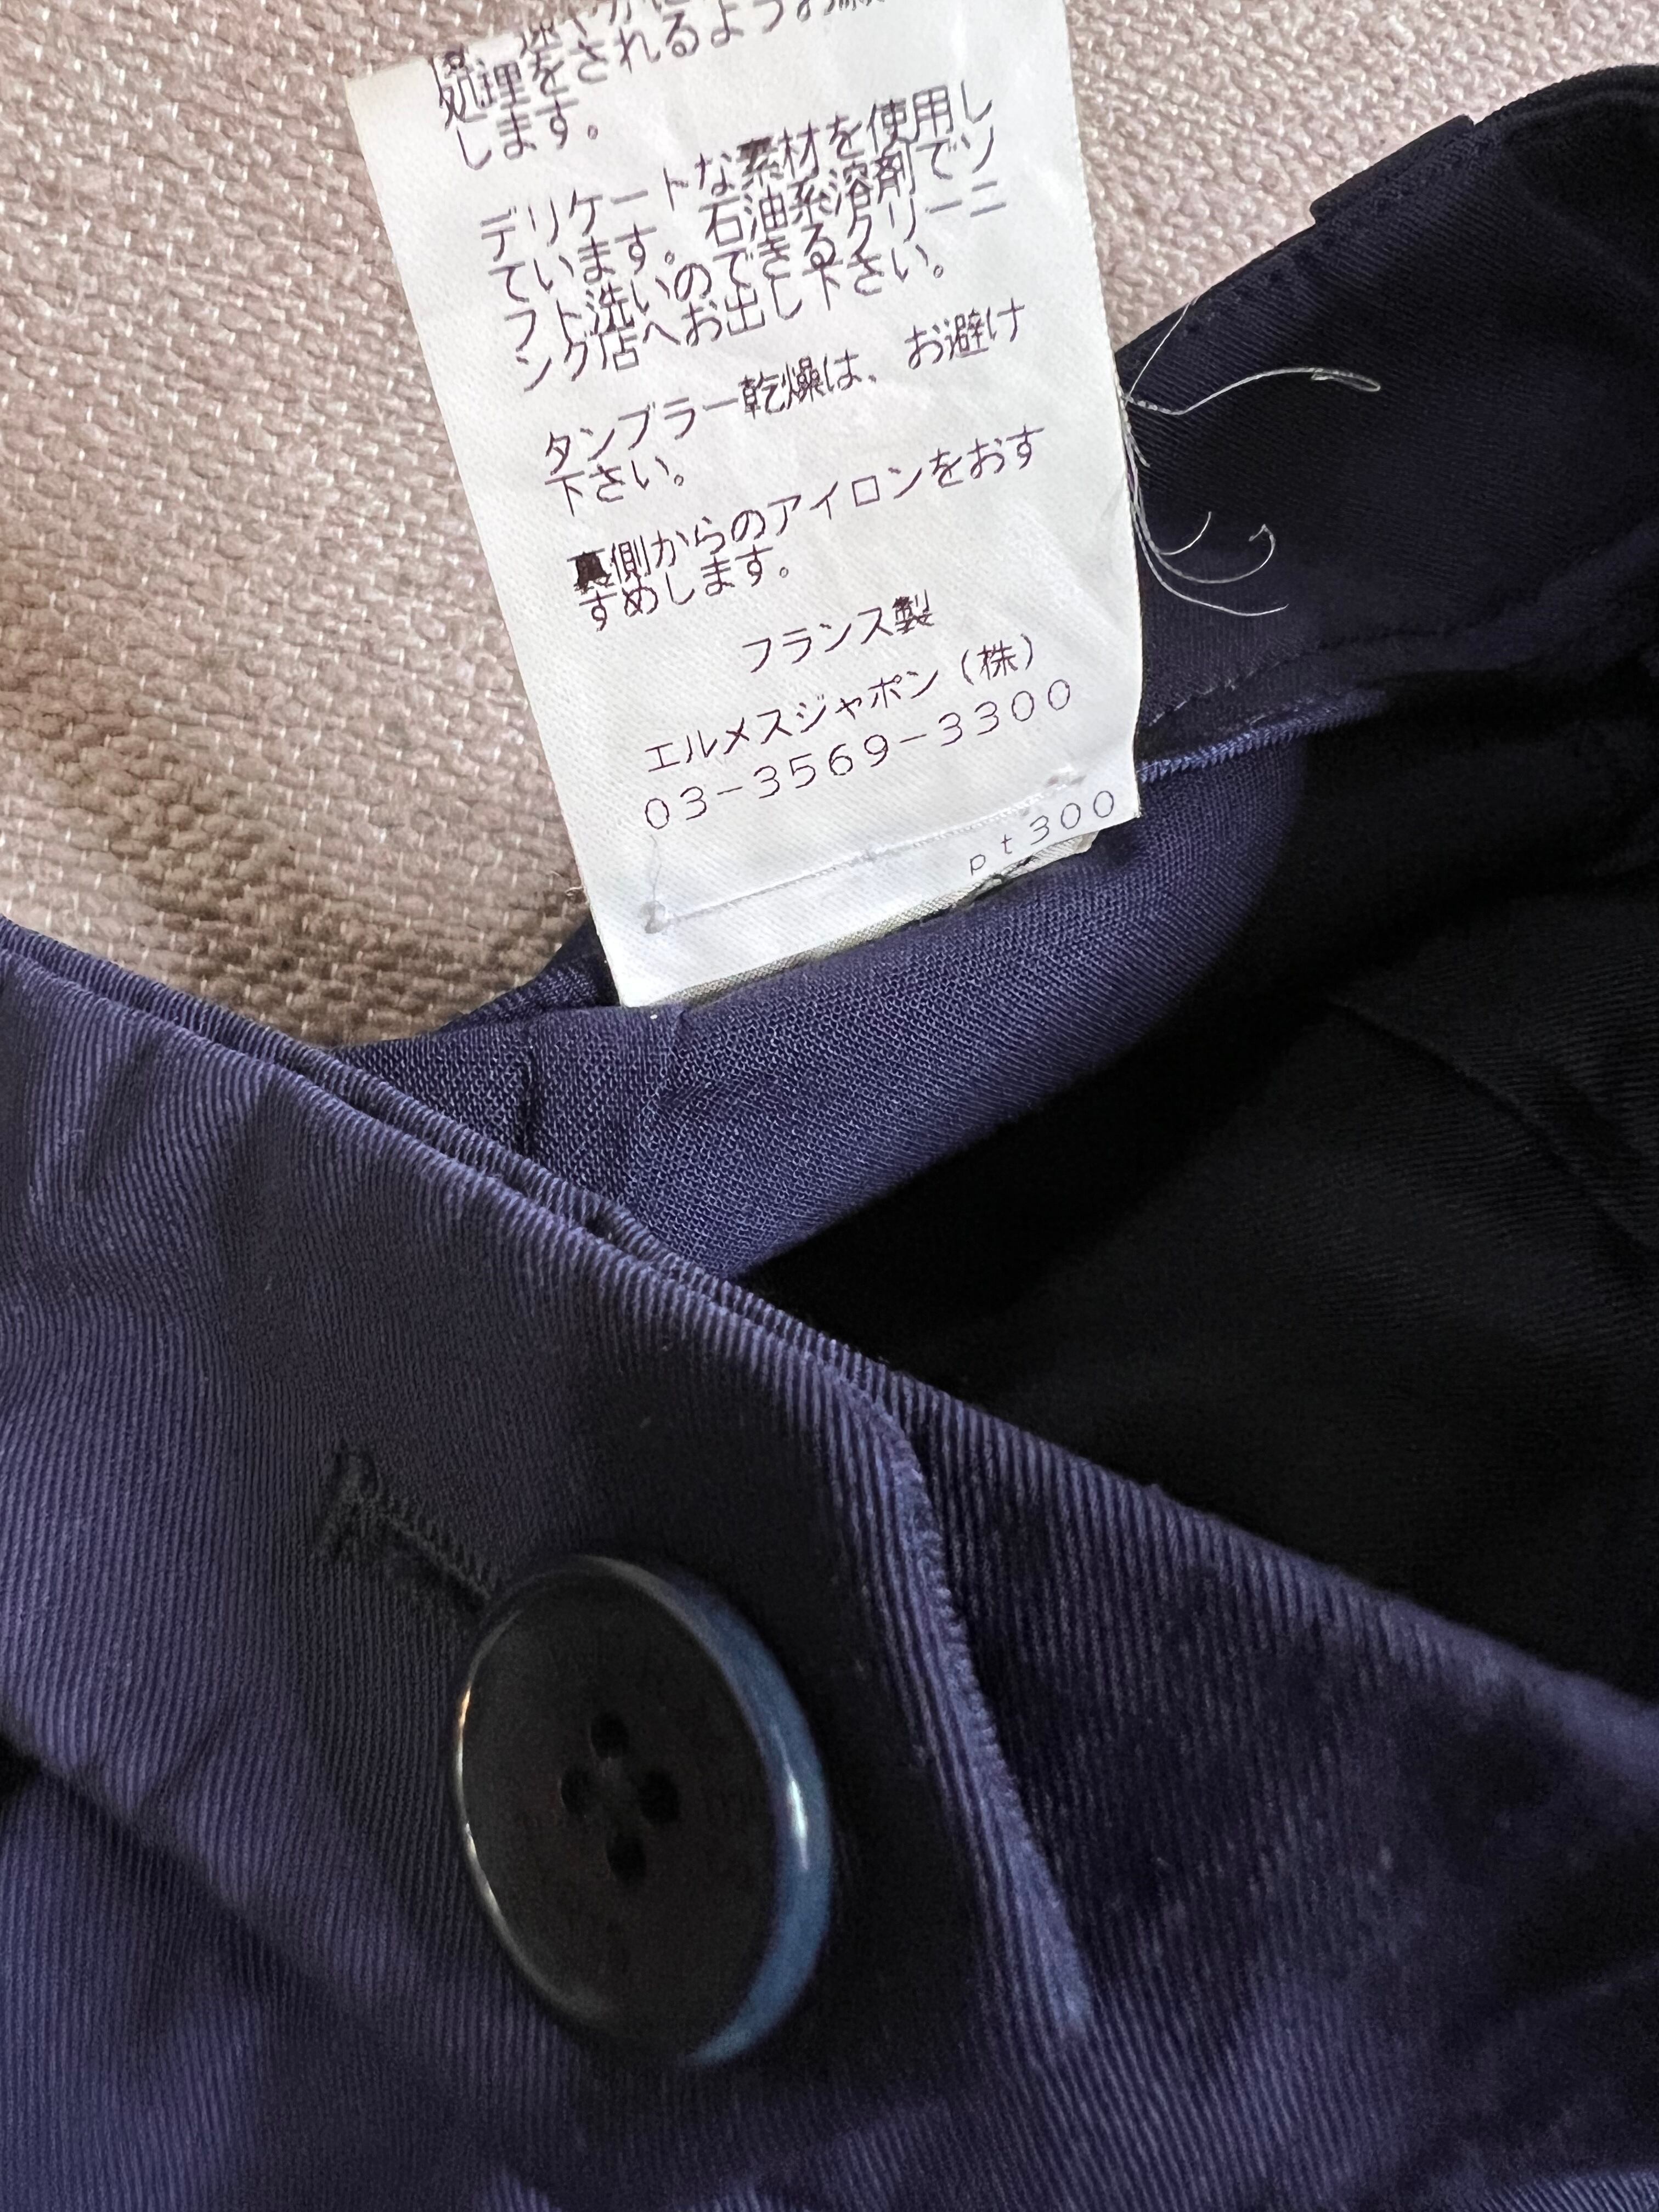 処理をされるようお願
します。
デリケートな素材を使用し
ています。石油系溶剤でソ
フト洗いのできるクリーニ
ング店へお出し下さい。
タンブラー乾燥は、お避け
下さい。
裏側からのアイロンをおす
すめします。
フランス製
エルメスジャポン(株)
03-3569-3300
pt300